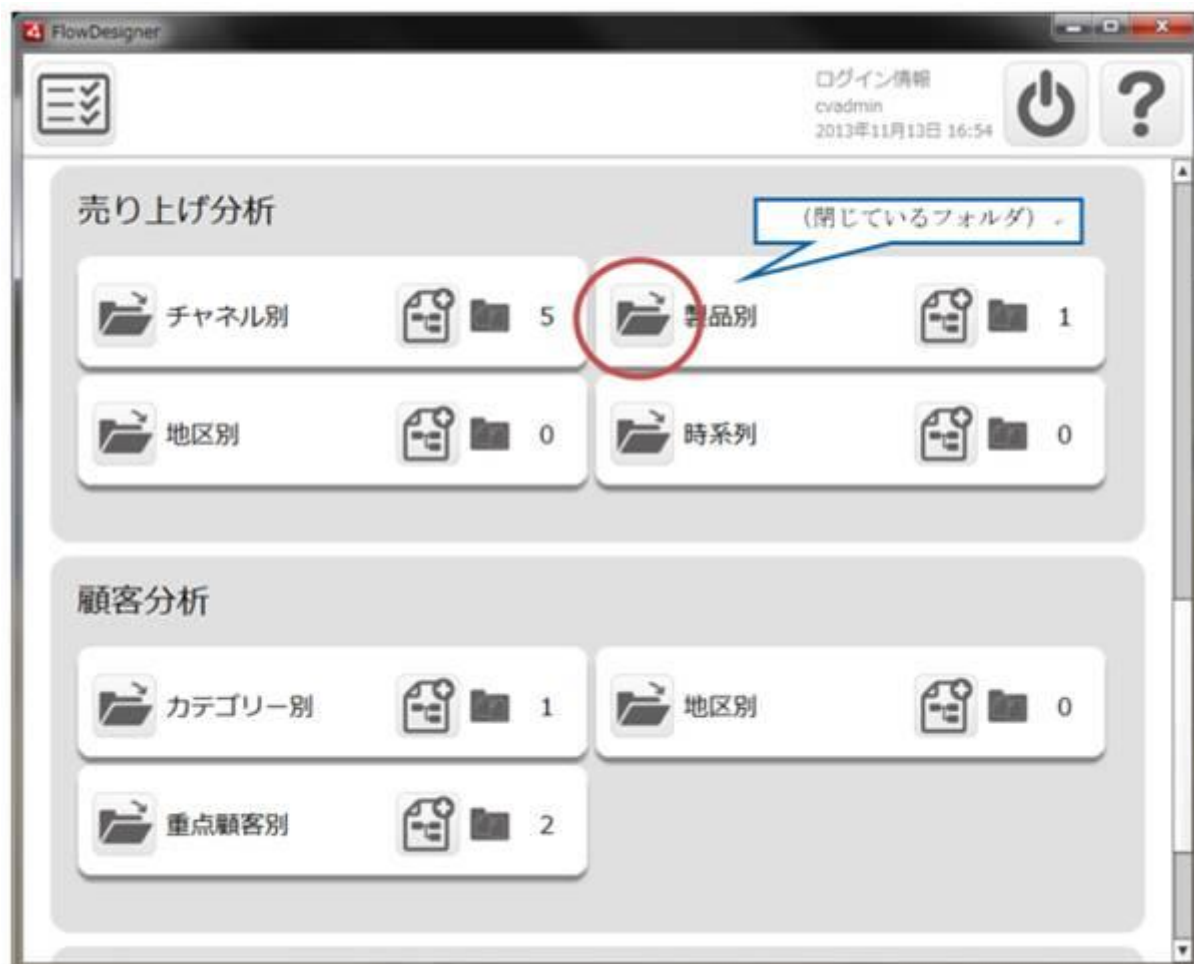 FlowDesigner
ログイン情報
cvadmin
2013年11月13日 16:54
売り上げ分析
（閉じているフォルダ）
チャネル別 5
製品別 1
地区別 0
時系列 0
顧客分析
カテゴリー別 1
地区別 0
重点顧客別 2